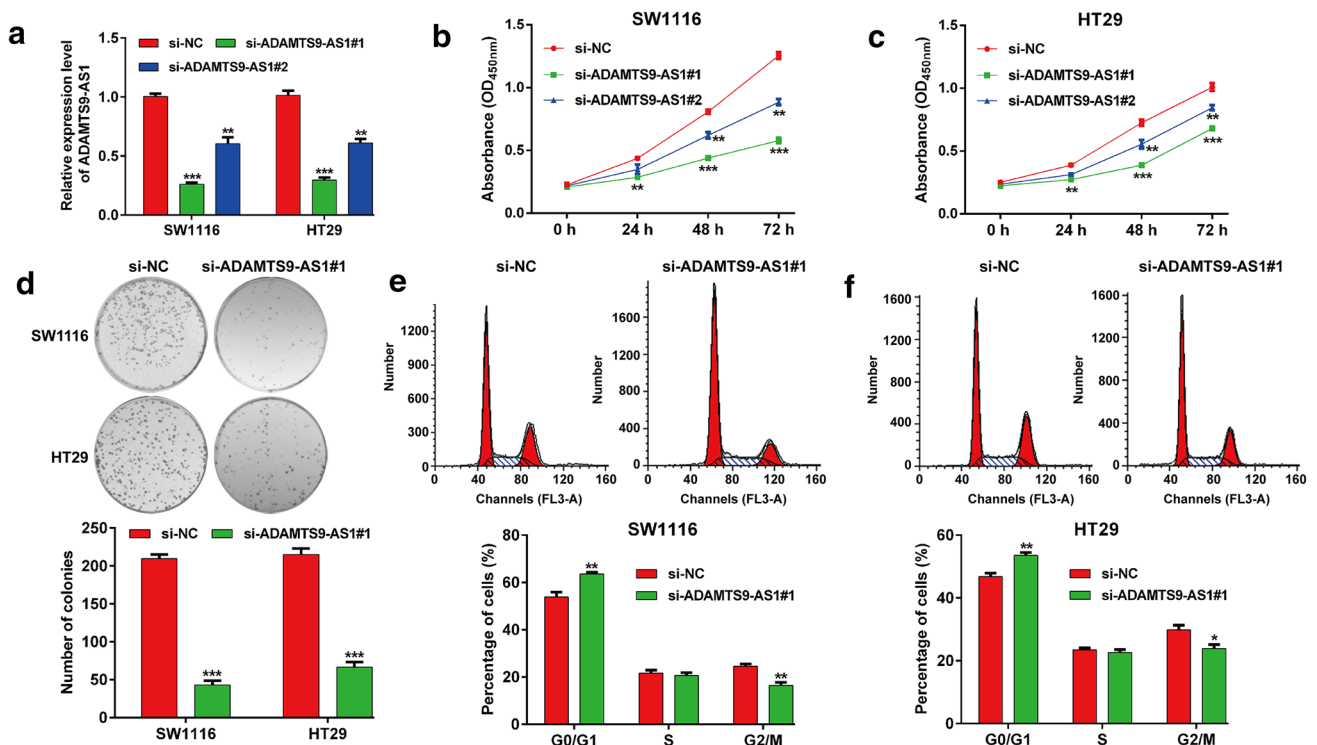 a
Relative expression level
of ADAMTS9-AS1
1.5
1.0
0.5
0.0
si-NC
si-ADAMTS9-AS1#1
si-ADAMTS9-AS1#2
***
**
***
**
SW1116
HT29
b
SW1116
Absorbance (OD450nm)
1.5
1.0
0.5
0.0
si-NC
si-ADAMTS9-AS1#1
si-ADAMTS9-AS1#2
**
**
***
**
***
0 h
24 h
48 h
72 h
c
HT29
Absorbance (OD450nm)
1.5
1.0
0.5
0.0
si-NC
si-ADAMTS9-AS1#1
si-ADAMTS9-AS1#2
**
**
***
**
***
0 h
24 h
48 h
72 h
d
si-NC
si-ADAMTS9-AS1#1
SW1116
HT29
Number of colonies
250
200
150
100
50
0
si-NC
si-ADAMTS9-AS1#1
***
***
SW1116
HT29
e
si-NC
Number
1200
900
600
300
0
0 40 80 120 160
Channels (FL3-A)
si-ADAMTS9-AS1#1
Number
1600
1200
800
400
0
0 40 80 120 160
Channels (FL3-A)
SW1116
Percentage of cells (%)
80
60
40
20
0
si-NC
si-ADAMTS9-AS1#1
**
**
G0/G1
S
G2/M
f
si-NC
Number
1600
1200
800
400
0
0 40 80 120 160
Channels (FL3-A)
si-ADAMTS9-AS1#1
Number
1600
1200
800
400
0
0 40 80 120 160
Channels (FL3-A)
HT29
Percentage of cells (%)
60
40
20
0
si-NC
si-ADAMTS9-AS1#1
**
*
G0/G1
S
G2/M